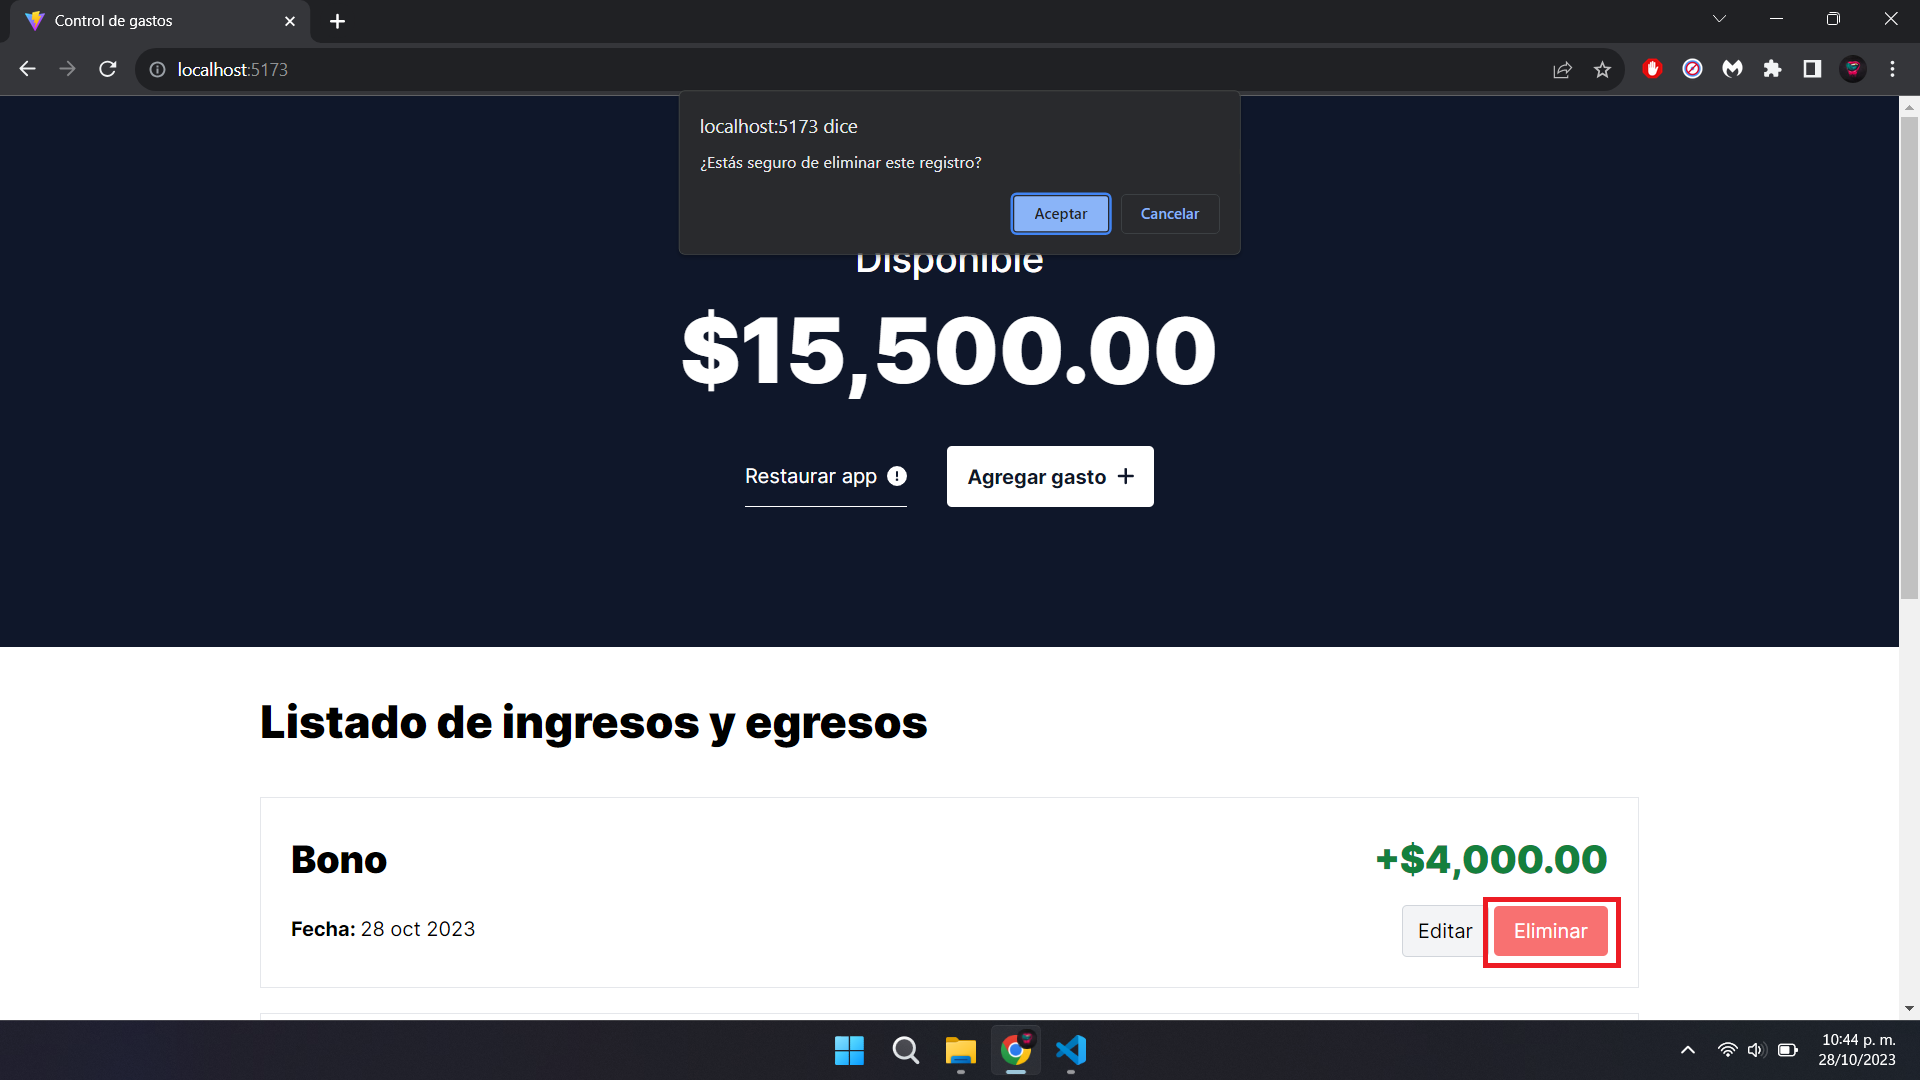 Control de gastos
localhost:5173
localhost:5173 dice
¿Estás seguro de eliminar este registro?
Aceptar
Cancelar
Disponible
$15,500.00
Restaurar app
Agregar gasto +
Listado de ingresos y egresos
Bono
+$4,000.00
Fecha: 28 oct 2023
Editar
Eliminar
10:44 p. m.
28/10/2023